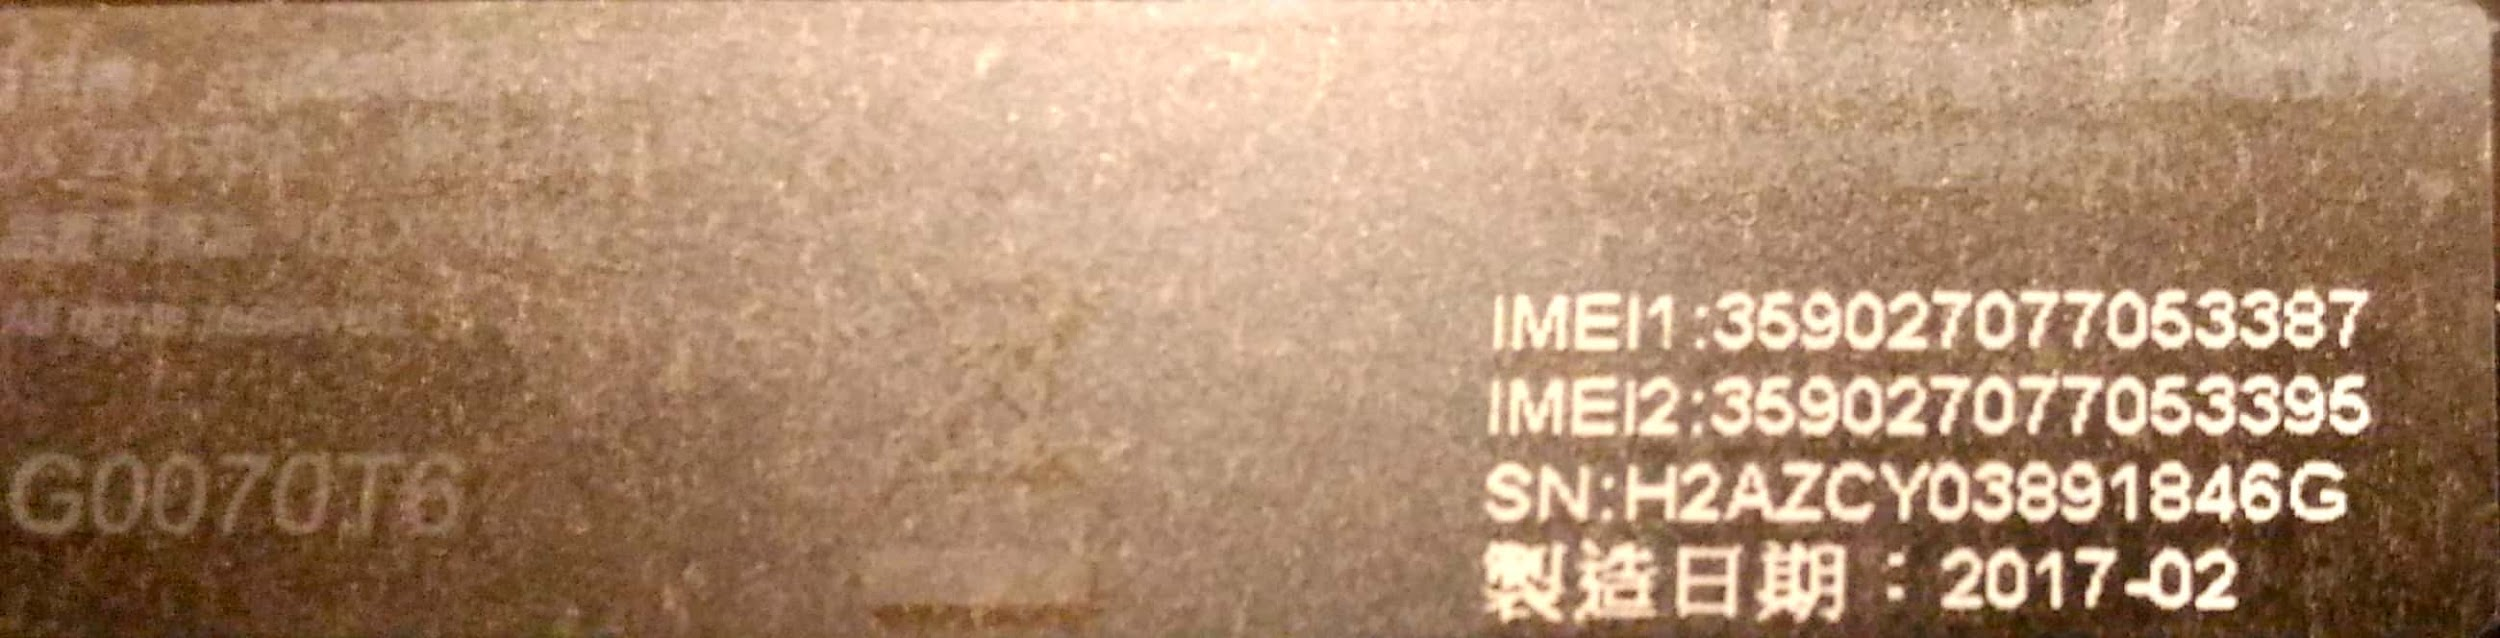 G0070T6
IMEI1:359027077053387
IMEI2:359027077053395
SN:H2AZCY03891846G
製造日期：2017-02